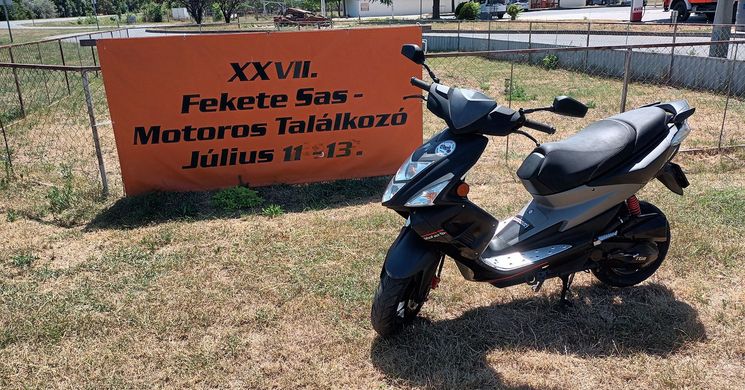 XXVII.
Fekete Sas -
Motoros Találkozó
Július 11 - 13.